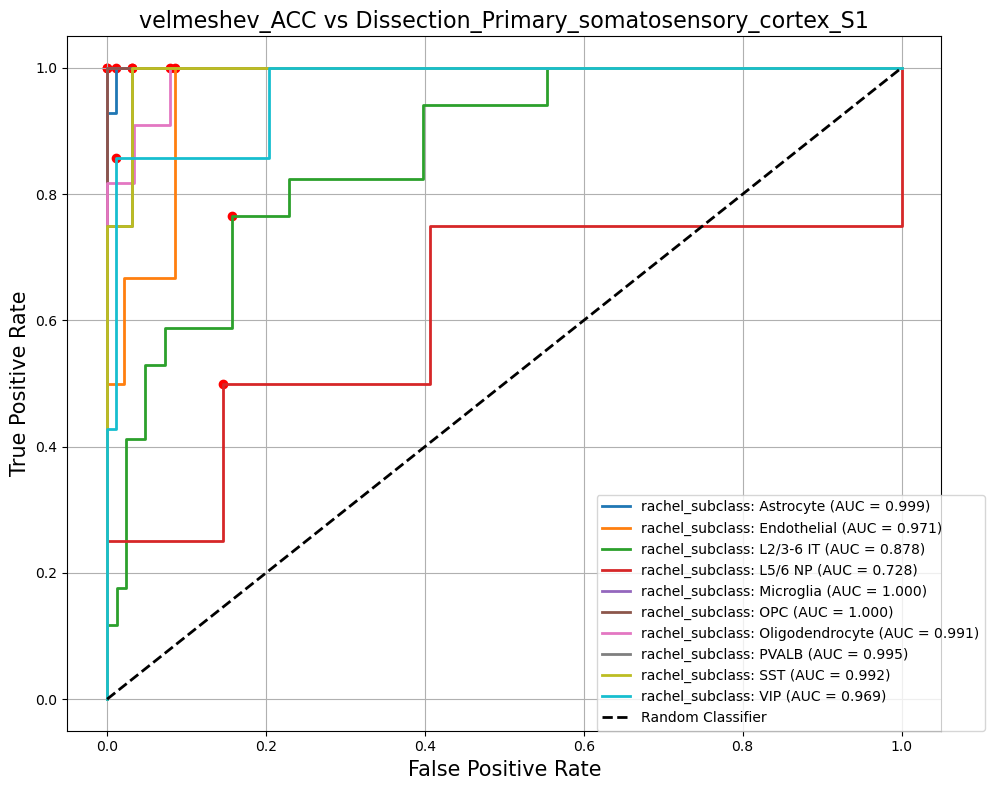 velmeshev_ACC vs Dissection_Primary_somatosensory_cortex_S1
1.0
0.8
0.6
0.4
0.2
0.0
True Positive Rate
rachel_subclass: Astrocyte (AUC = 0.999)
rachel_subclass: Endothelial (AUC = 0.971)
rachel_subclass: L2/3-6 IT (AUC = 0.878)
rachel_subclass: L5/6 NP (AUC = 0.728)
rachel_subclass: Microglia (AUC = 1.000)
rachel_subclass: OPC (AUC = 1.000)
rachel_subclass: Oligodendrocyte (AUC = 0.991)
rachel_subclass: PVALB (AUC = 0.995)
rachel_subclass: SST (AUC = 0.992)
rachel_subclass: VIP (AUC = 0.969)
Random Classifier
0.0 0.2 0.4 0.6 0.8 1.0
False Positive Rate